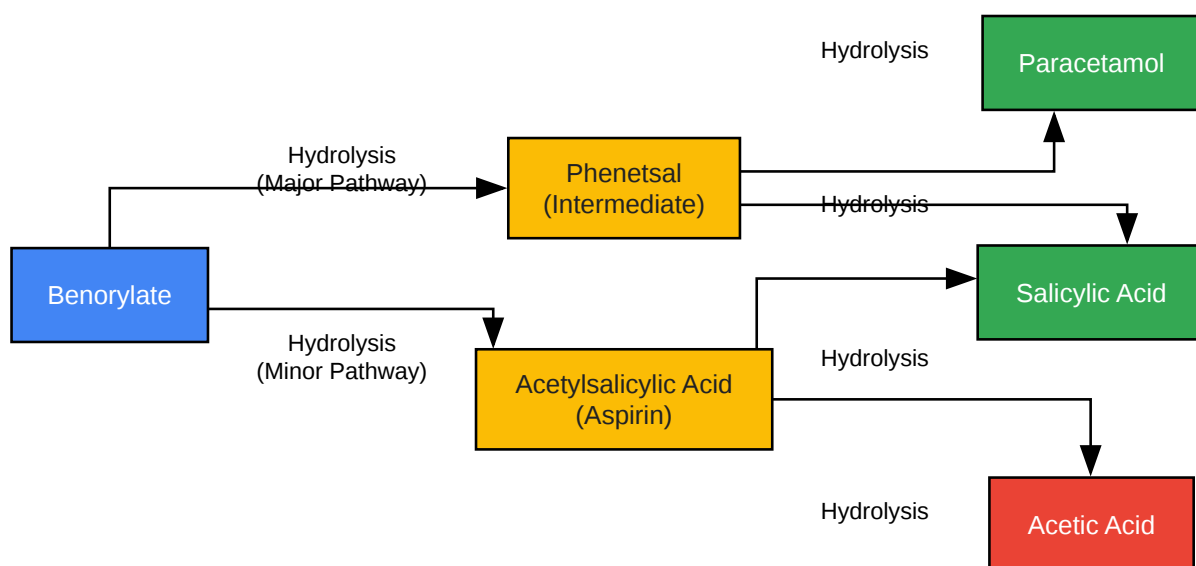 Hydrolysis
Paracetamol
Hydrolysis
(Major Pathway)
Phenetsal
(Intermediate)
Hydrolysis
Benorylate
Salicylic Acid
Hydrolysis
(Minor Pathway)
Acetylsalicylic Acid
(Aspirin)
Hydrolysis
Hydrolysis
Acetic Acid